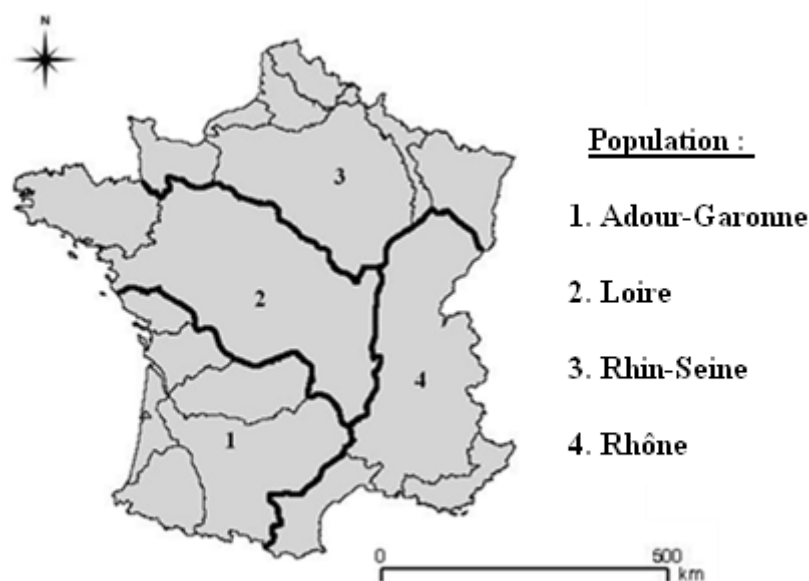 N
Population :
1. Adour-Garonne
2. Loire
3. Rhin-Seine
4. Rhône
3
2
4
1
0 500
km